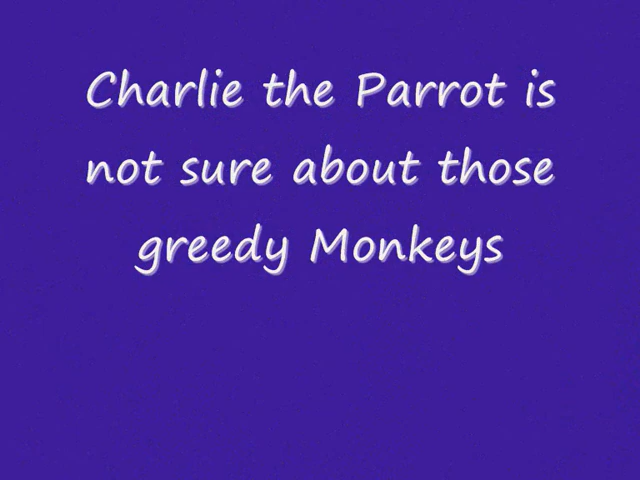 Charlie the Parrot is
not sure about those
greedy Monkeys